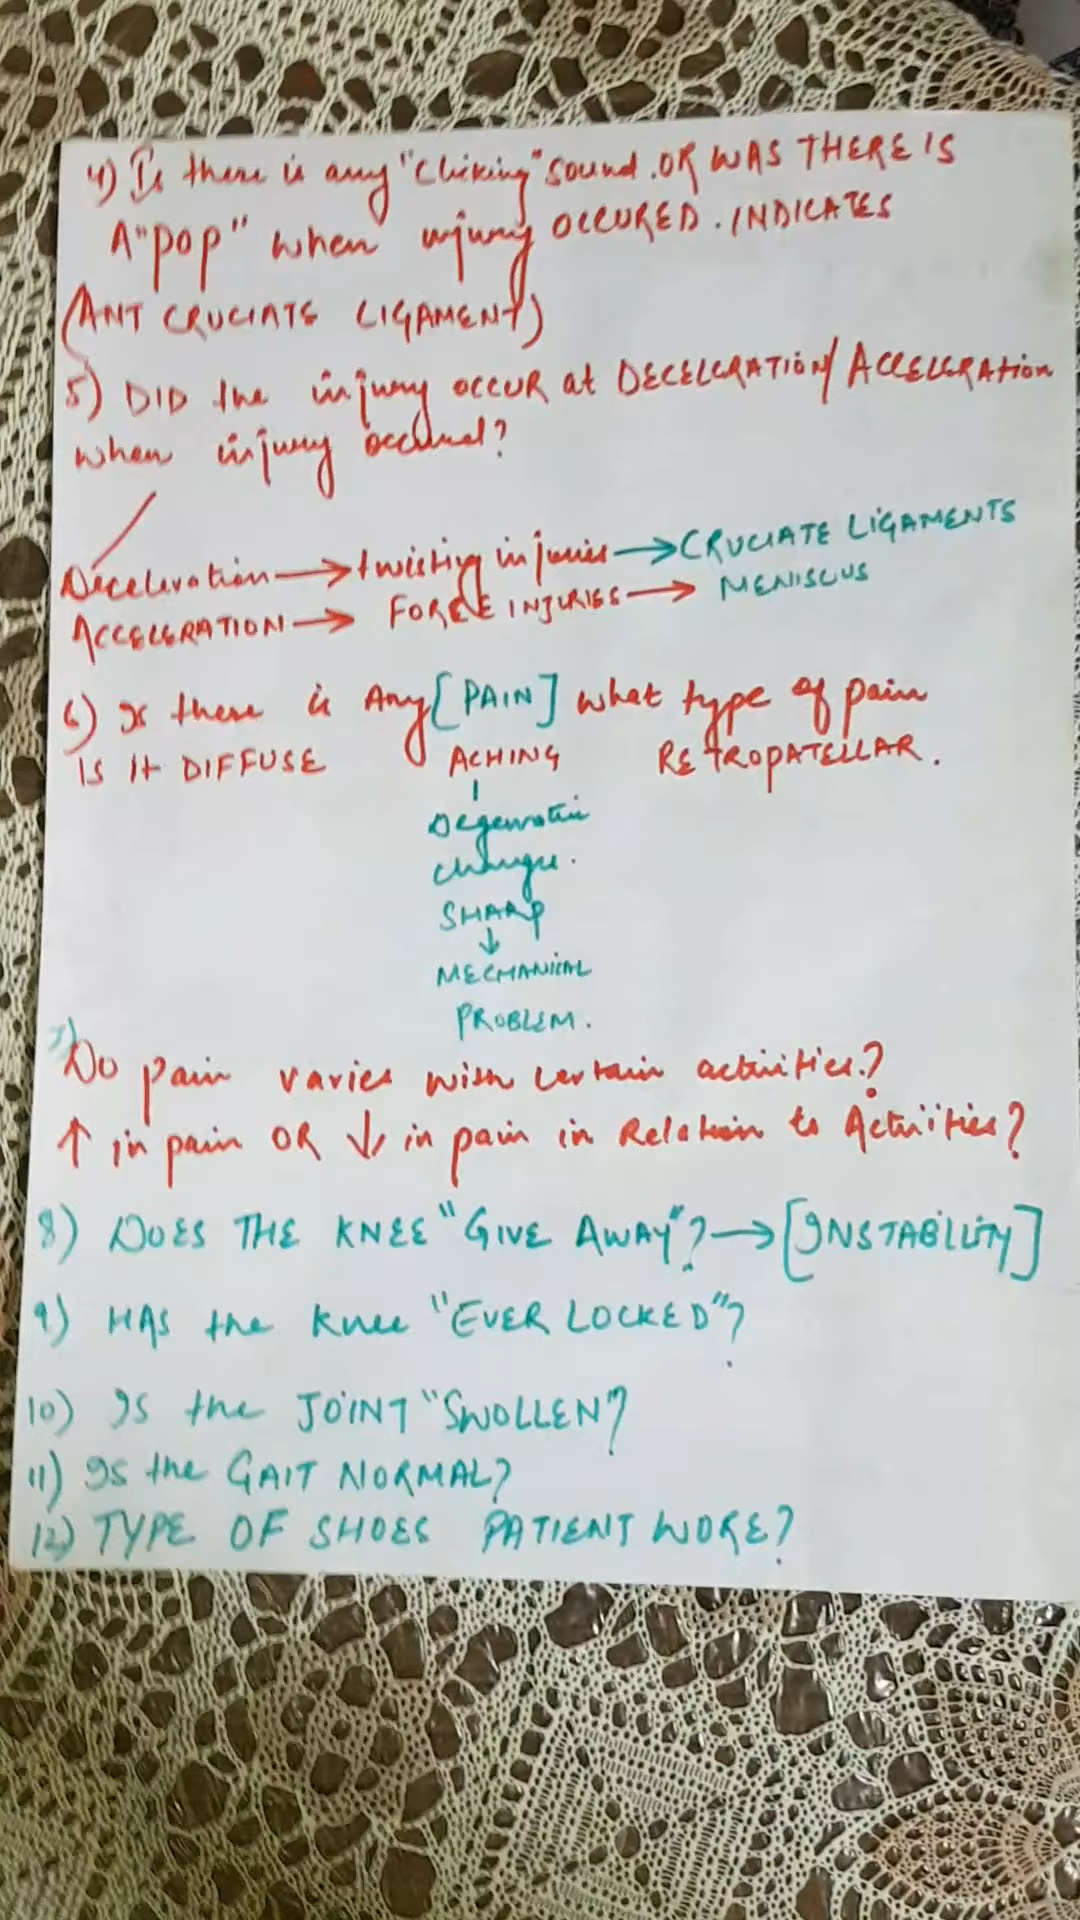 4) Is there is any "Clicking" sound. OR WAS THERE IS
A "pop" when injury OCCURED. INDICATES
(ANT CRUCIATE LIGAMENT)
5) DID the injury OCCUR at DECELERATION/ACCELERATION
when injury occured?
Deceleration → twisting injuries → CRUCIATE LIGAMENTS
ACCELERATION → FORCE INJURIES → MENISCUS
6) Is there is Any [PAIN] what type of pain
IS It DIFFUSE ACHING RETROPATELLAR.
Degenratic
change.
SHARP
↓
MECHANICAL
PROBLEM.
7) Do pain varies with certain activities?
↑ in pain OR ↓ in pain in Relation to Activities?
8) DOES THE KNEE "GIVE AWAY"? → [INSTABILITY]
9) HAS the Knee "EVER LOCKED"?
10) IS the JOINT "SWOLLEN"?
11) Is the GAIT NORMAL?
12) TYPE OF SHOES PATIENT WORE?